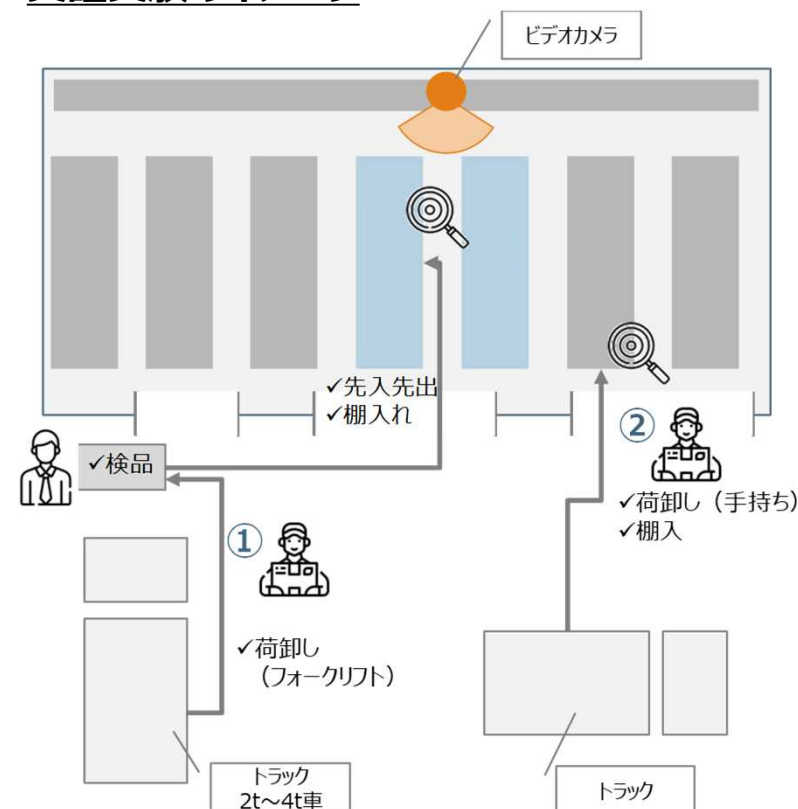 ビデオカメラ
✓先入先出
✓棚入れ
✓検品
②
✓荷卸し（手持ち）
✓棚入
①
✓荷卸し
（フォークリフト）
トラック
2t～4t車
トラック